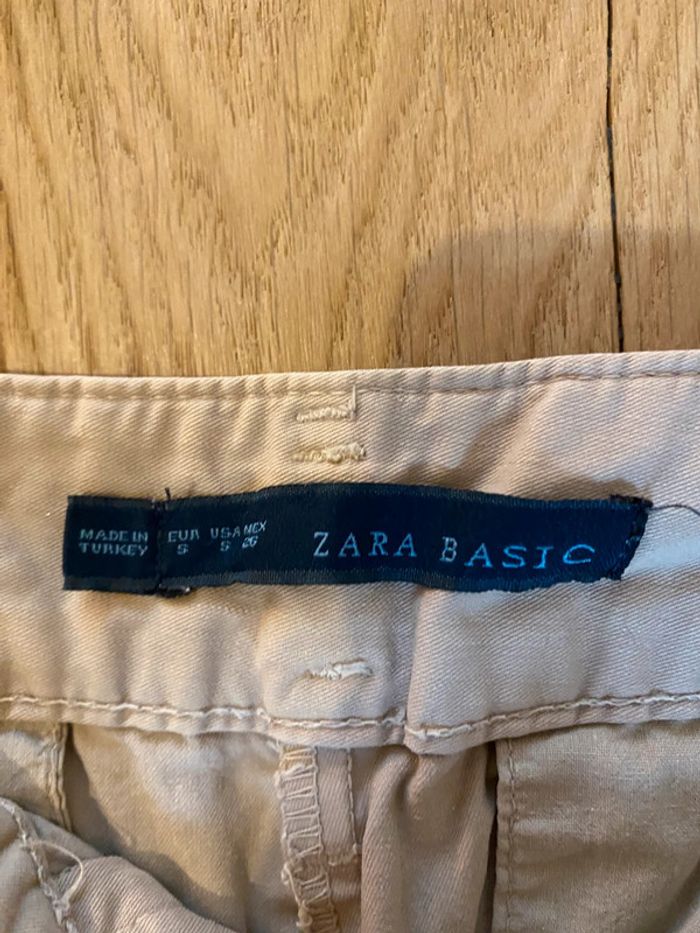 MADE IN
TURKEY
EUR USA MEX
S S 26
ZARA BASIC